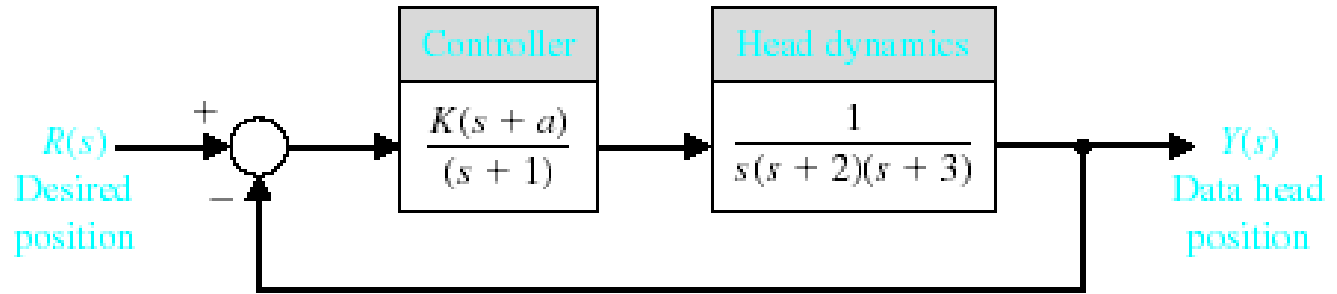 Controller
Head dynamics
+
R(s)
Desired
position
−
K(s + a)
(s + 1)
1
s(s + 2)(s + 3)
Y(s)
Data head
position